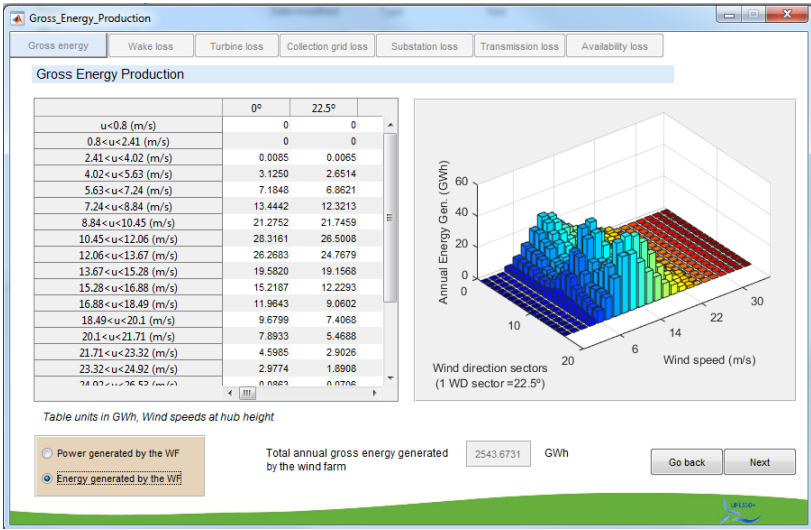 Gross_Energy_Production
Gross energy Wake loss Turbine loss Collection grid loss Substation loss Transmission loss Availability loss
Gross Energy Production
0º 22.5º
u<0.8 (m/s) 0 0
0.8<u<2.41 (m/s) 0 0
2.41<u<4.02 (m/s) 0.0085 0.0065
4.02<u<5.63 (m/s) 3.1250 2.6514
5.63<u<7.24 (m/s) 7.1848 6.8621
7.24<u<8.84 (m/s) 13.4442 12.3213
8.84<u<10.45 (m/s) 21.2752 21.7459
10.45<u<12.06 (m/s) 28.3161 26.5008
12.06<u<13.67 (m/s) 26.2683 24.7679
13.67<u<15.28 (m/s) 19.5820 19.1568
15.28<u<16.88 (m/s) 15.2187 12.2293
16.88<u<18.49 (m/s) 11.9643 9.0602
18.49<u<20.1 (m/s) 9.6799 7.4068
20.1<u<21.71 (m/s) 7.8933 5.4688
21.71<u<23.32 (m/s) 4.5985 2.9026
23.32<u<24.92 (m/s) 2.9774 1.8908
24.92<u<26.53 (m/s) 0.0863 0.0706
Annual Energy Gen. (GWh)
60
40
20
0
0
10
20
6
14
22
30
Wind direction sectors
(1 WD sector =22.5º)
Wind speed (m/s)
Table units in GWh, Wind speeds at hub height
Power generated by the WF
Energy generated by the WF
Total annual gross energy generated
by the wind farm
2543.6731 GWh
Go back Next